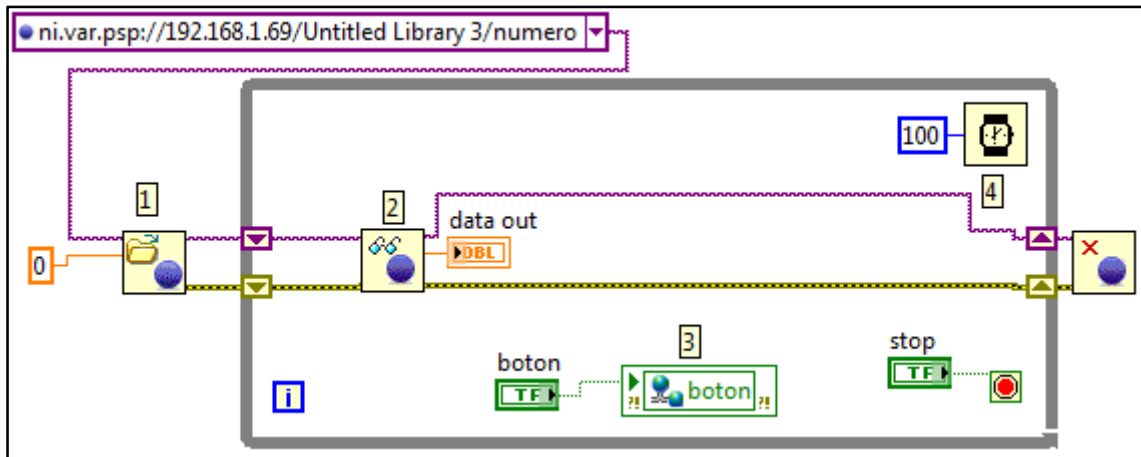 ni.var.psp://192.168.1.69/Untitled Library 3/numero
100
1
2
4
data out
0
DBL
3
boton
stop
TF
boton
TF
i